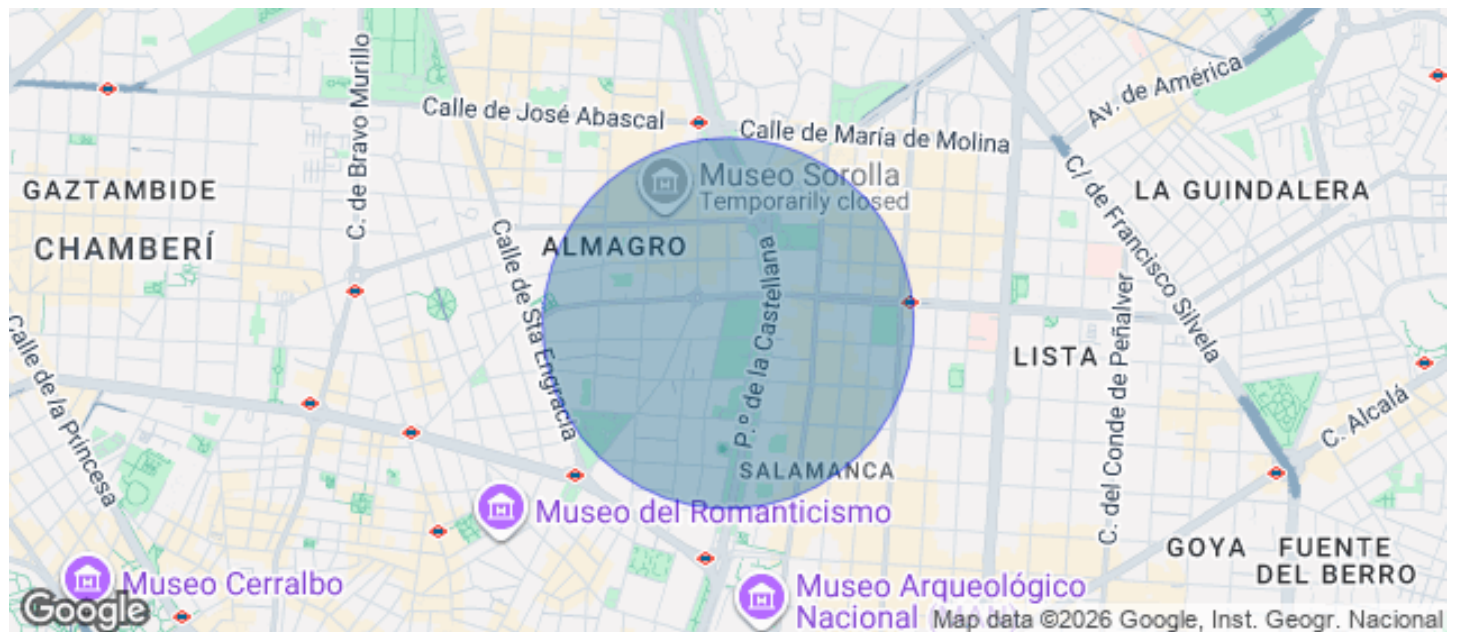 Calle de José Abascal
Calle de María de Molina
Av. de América
C. de Bravo Murillo
Museo Sorolla
Temporarily closed
C/ de Francisco Silvela
GAZTAMBIDE
LA GUINDALERA
CHAMBERÍ
ALMAGRO
Calle de Sta Engracia
P.º de la Castellana
C. del Conde de Peñalver
LISTA
Calle de la Princesa
C. Alcalá
SALAMANCA
Museo del Romanticismo
GOYA
FUENTE
DEL BERRO
Museo Cerralbo
Museo Arqueológico
Nacional (MAN)
Google
Map data ©2026 Google, Inst. Geogr. Nacional